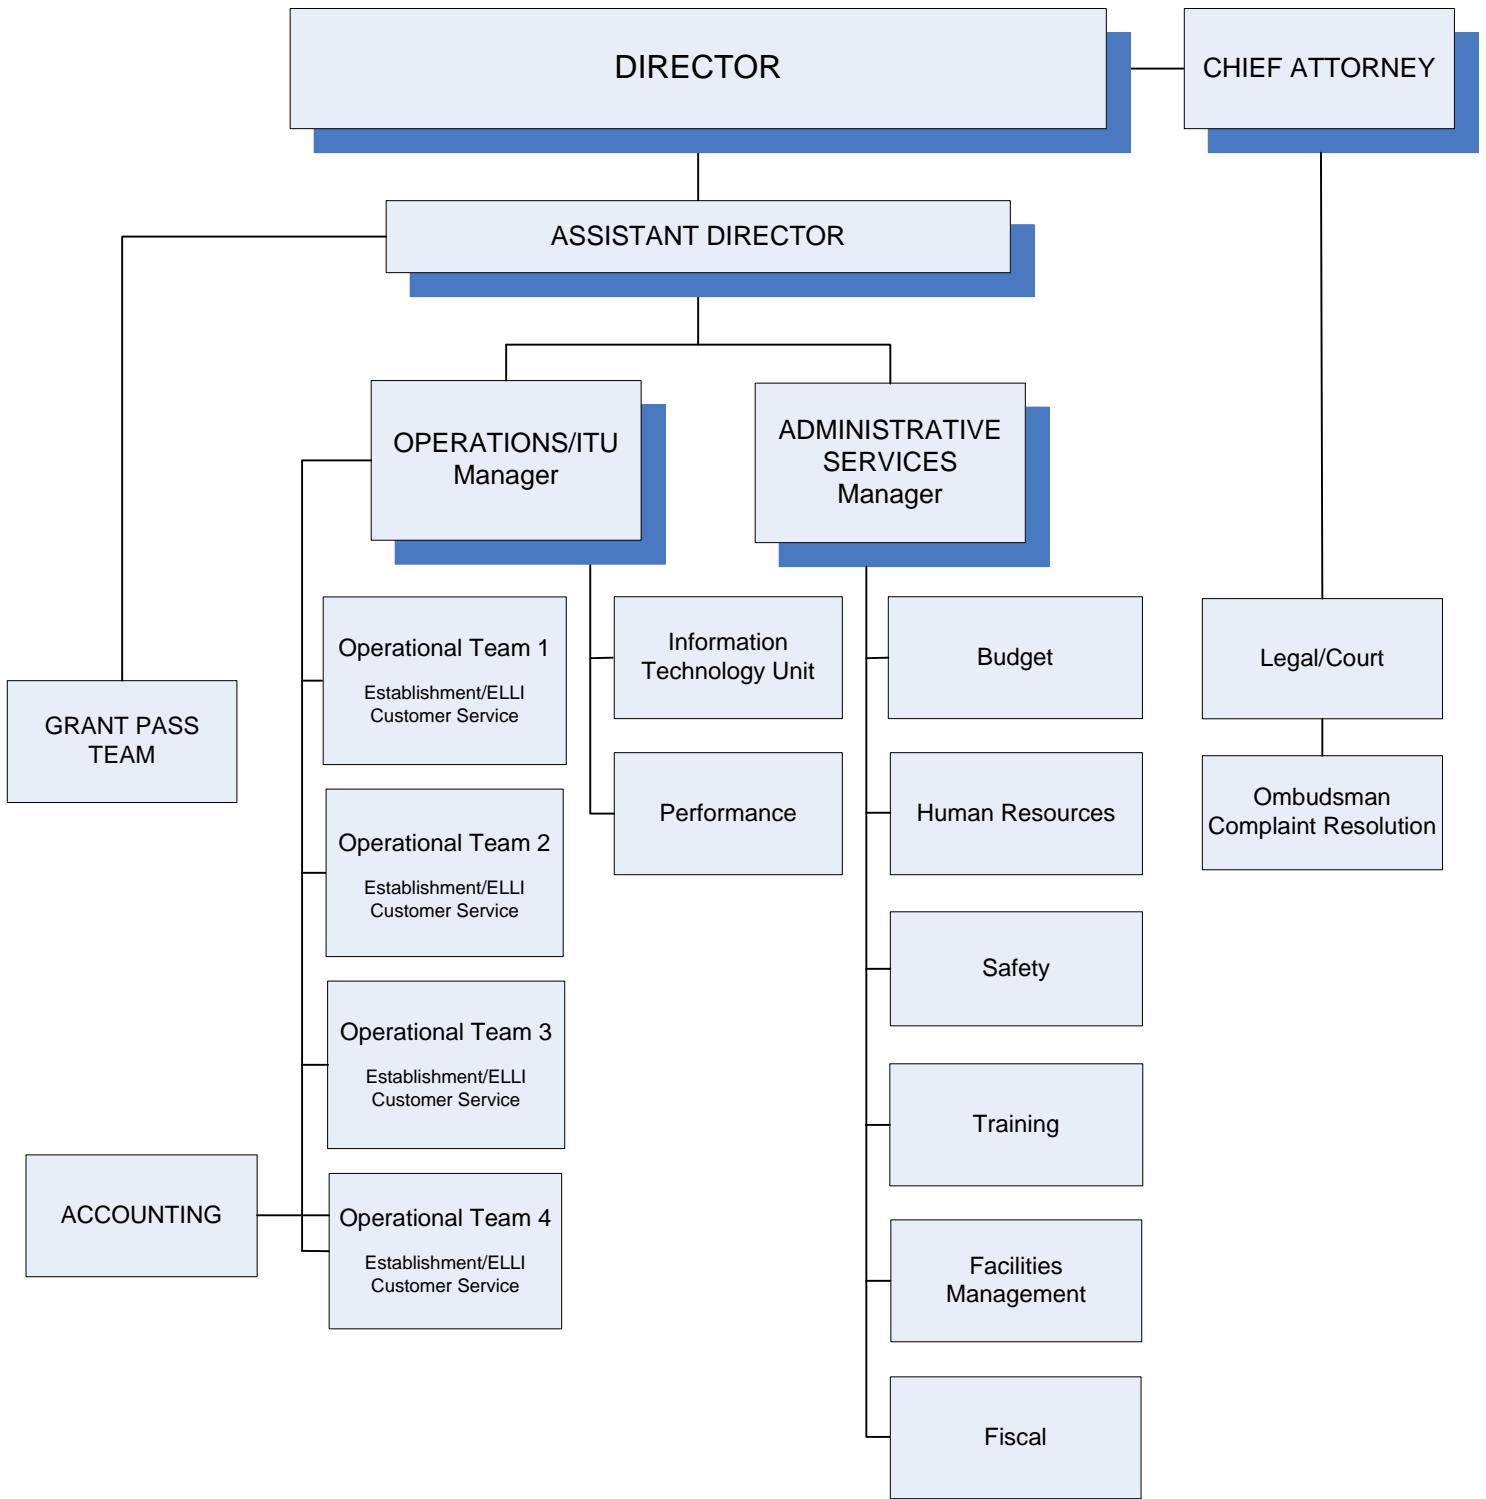 DIRECTOR
CHIEF ATTORNEY
ASSISTANT DIRECTOR
OPERATIONS/ITU
Manager
ADMINISTRATIVE
SERVICES
Manager
GRANT PASS
TEAM
Operational Team 1
Establishment/ELLI
Customer Service
Operational Team 2
Establishment/ELLI
Customer Service
Operational Team 3
Establishment/ELLI
Customer Service
ACCOUNTING
Operational Team 4
Establishment/ELLI
Customer Service
Information
Technology Unit
Performance
Budget
Human Resources
Safety
Training
Facilities
Management
Fiscal
Legal/Court
Ombudsman
Complaint Resolution